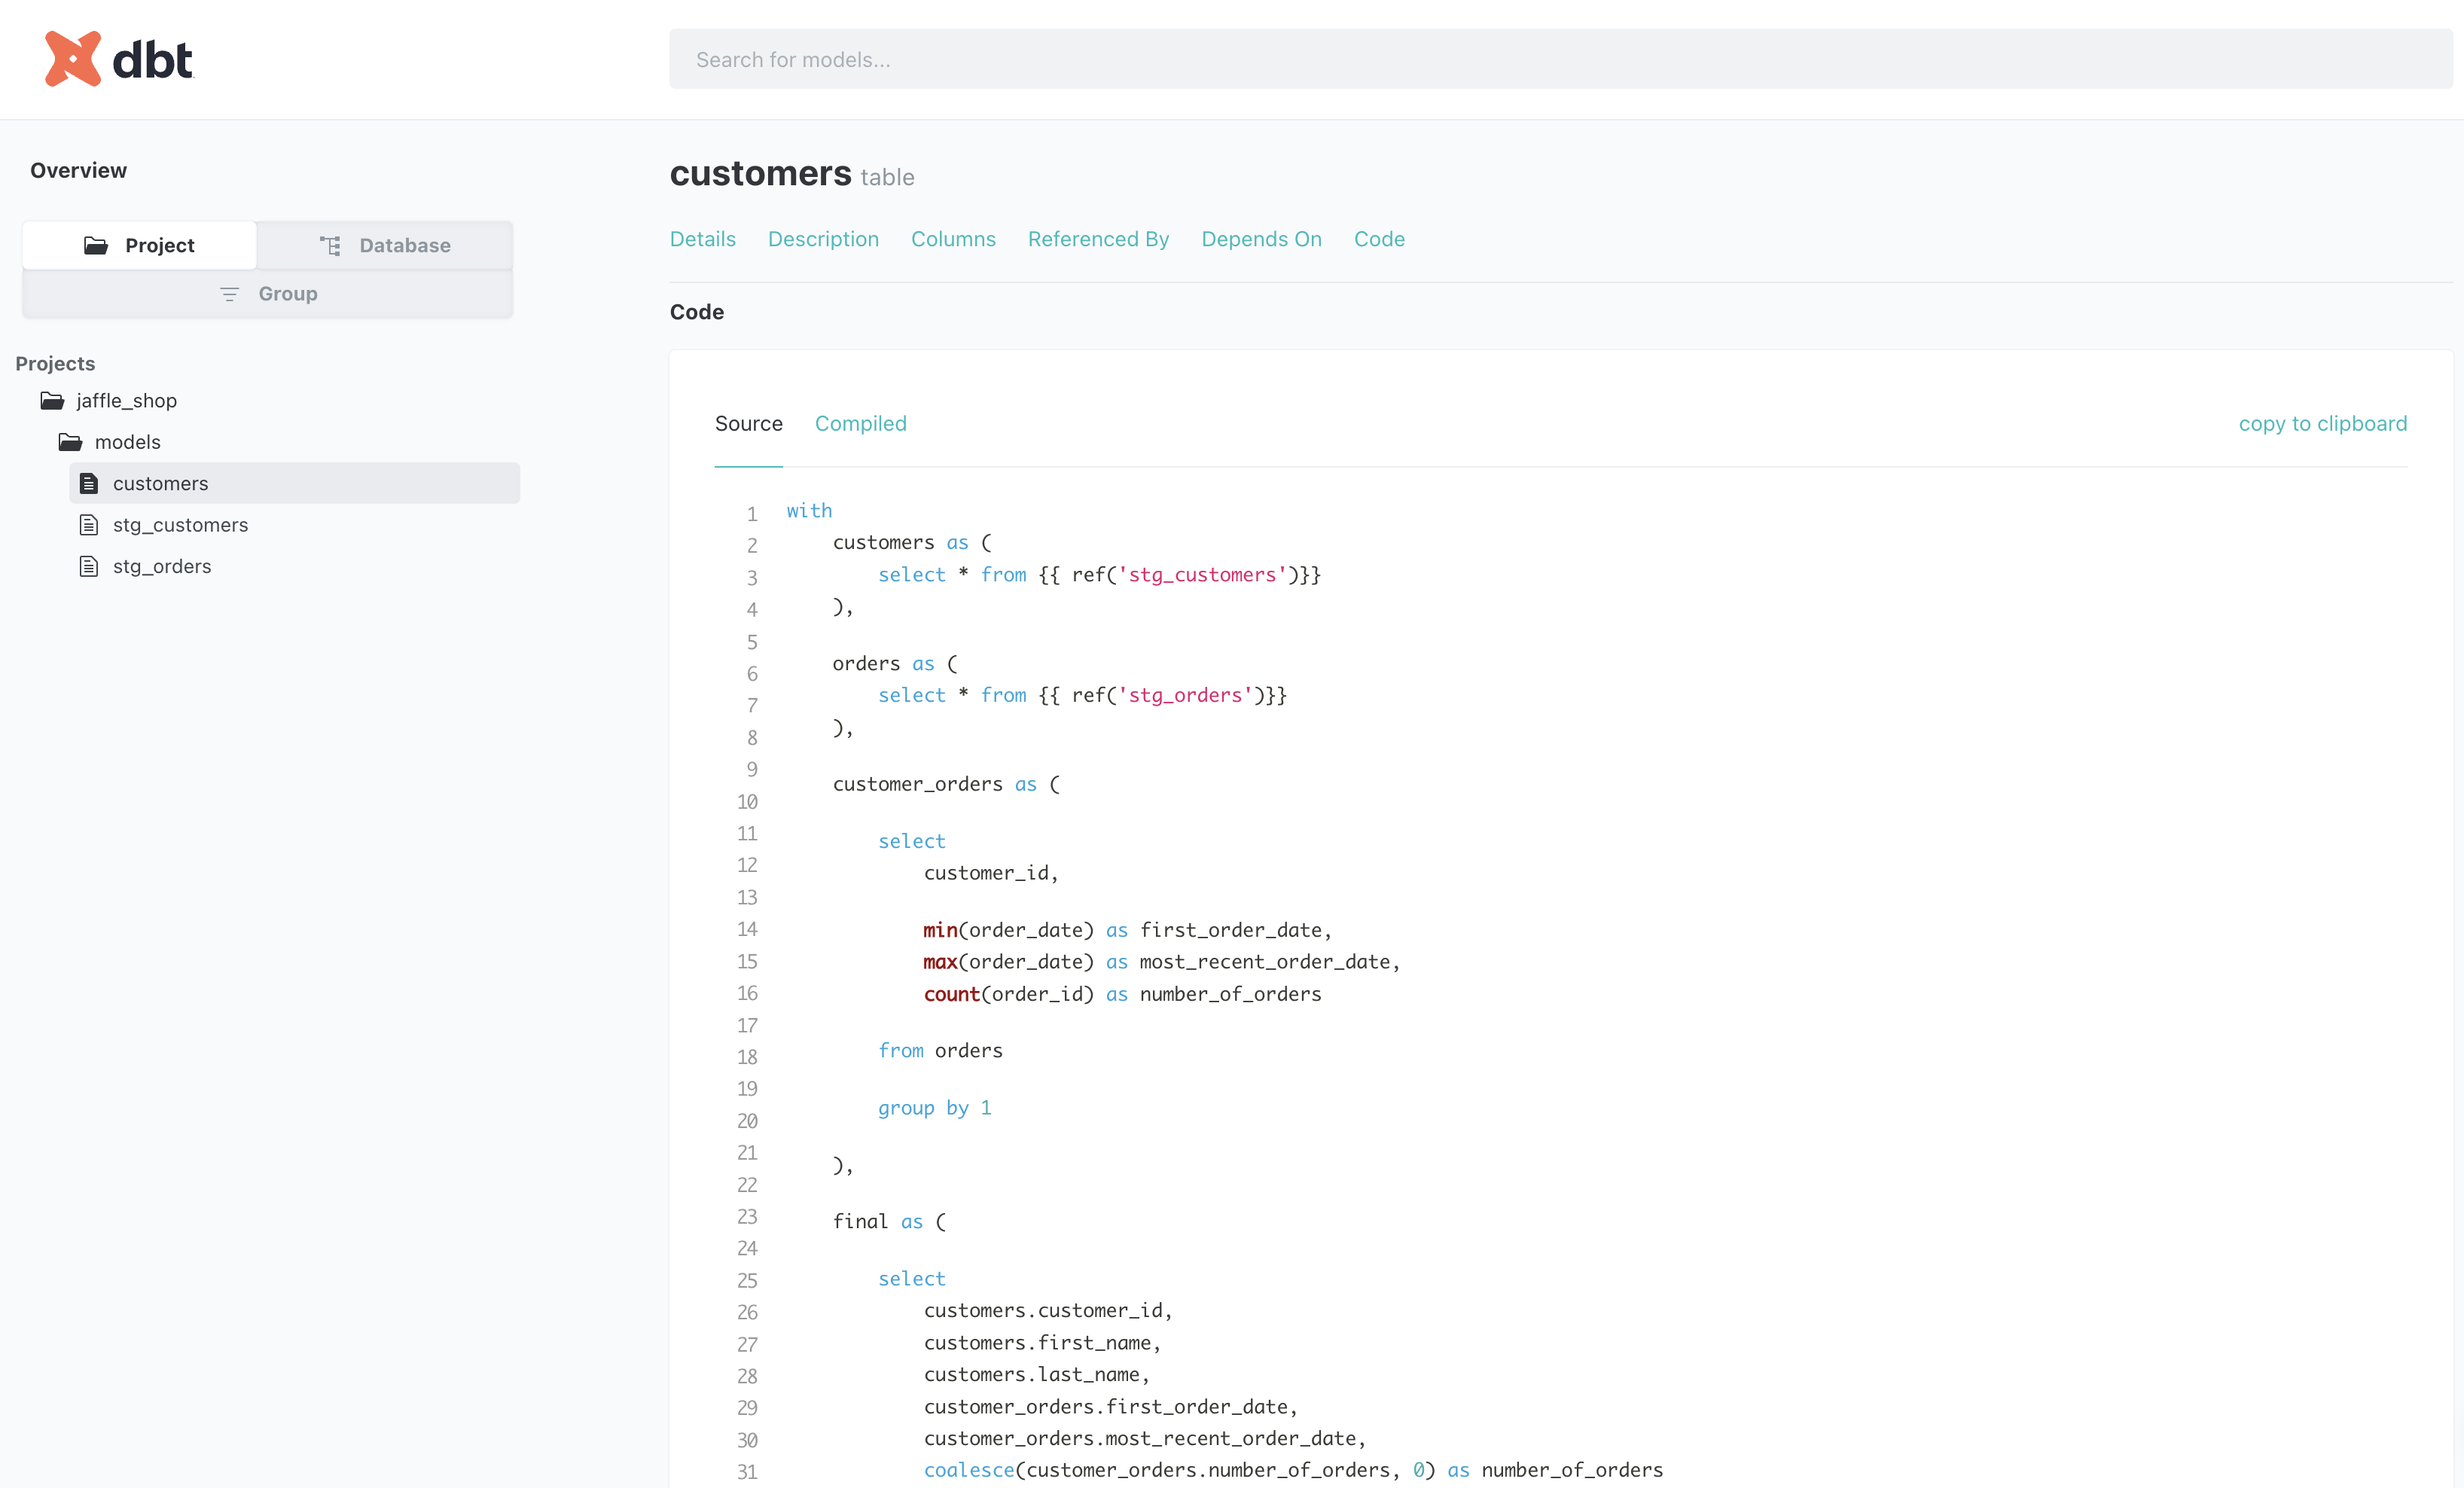 dbt
Search for models...
Overview
Project
Database
Group
Projects
jaffle_shop
models
customers
stg_customers
stg_orders
customers table
Details Description Columns Referenced By Depends On Code
Code
Source Compiled copy to clipboard
1 with
2     customers as (
3         select * from {{ ref('stg_customers')}}
4     ),
5
6     orders as (
7         select * from {{ ref('stg_orders')}}
8     ),
9
10     customer_orders as (
11
12         select
13             customer_id,
14
15             min(order_date) as first_order_date,
16             max(order_date) as most_recent_order_date,
17             count(order_id) as number_of_orders
18
19         from orders
20
21         group by 1
22
23     ),
24
25     final as (
26
27         select
28             customers.customer_id,
29             customers.first_name,
30             customers.last_name,
31             customer_orders.first_order_date,
customer_orders.most_recent_order_date,
coalesce(customer_orders.number_of_orders, 0) as number_of_orders